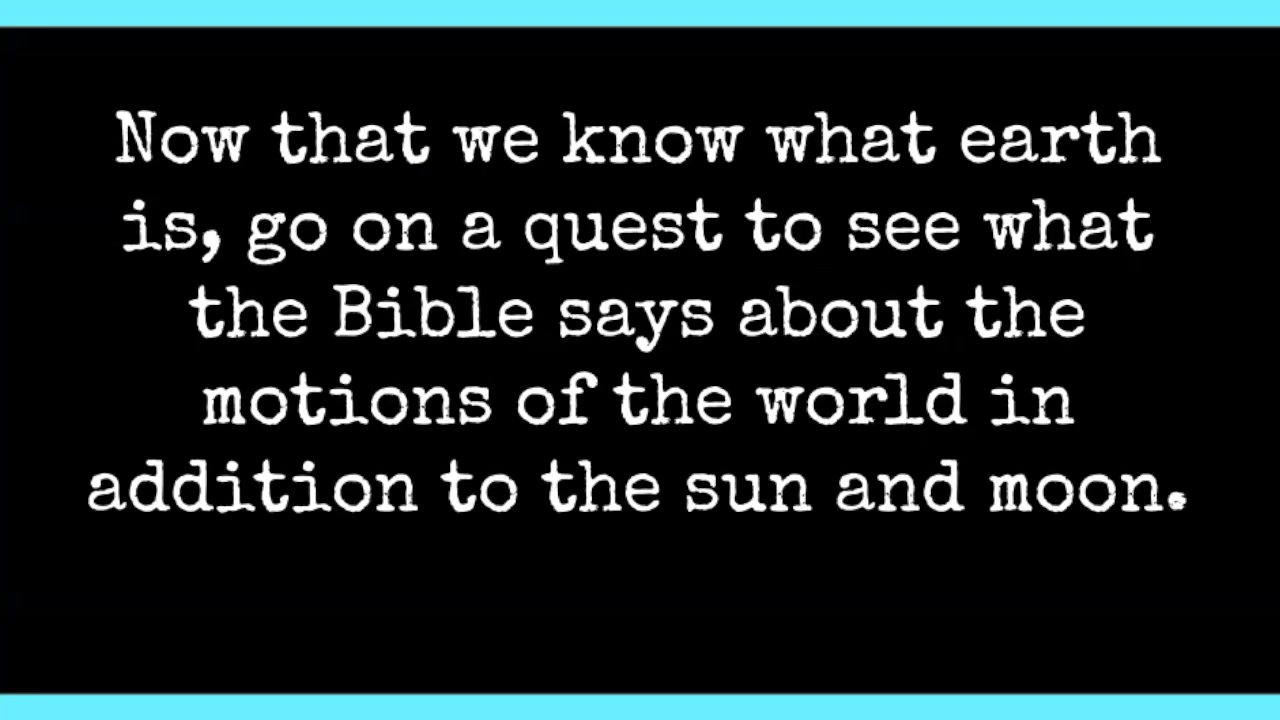 Now that we know what earth
is, go on a quest to see what
the Bible says about the
motions of the world in
addition to the sun and moon.